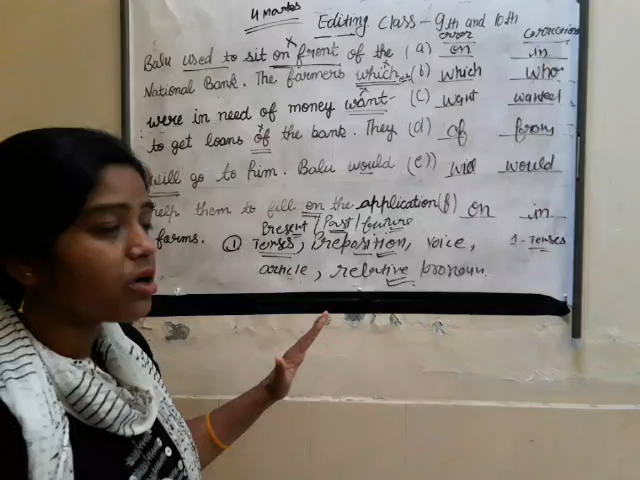 4 marks
Editing class - 9th and 10th
error corrections
Balu used to sit on front of the (a) on in
National Bank. The farmers which (b) which who
were in need of money want (c) want wanted
to get loans of the bank. They (d) of from
will go to him. Balu would (e) will would
help them to fill on the application (f) on in
Present / Past / future
farms. 1 Tenses, preposition, voice, 1-Tenses
article, relative pronoun.